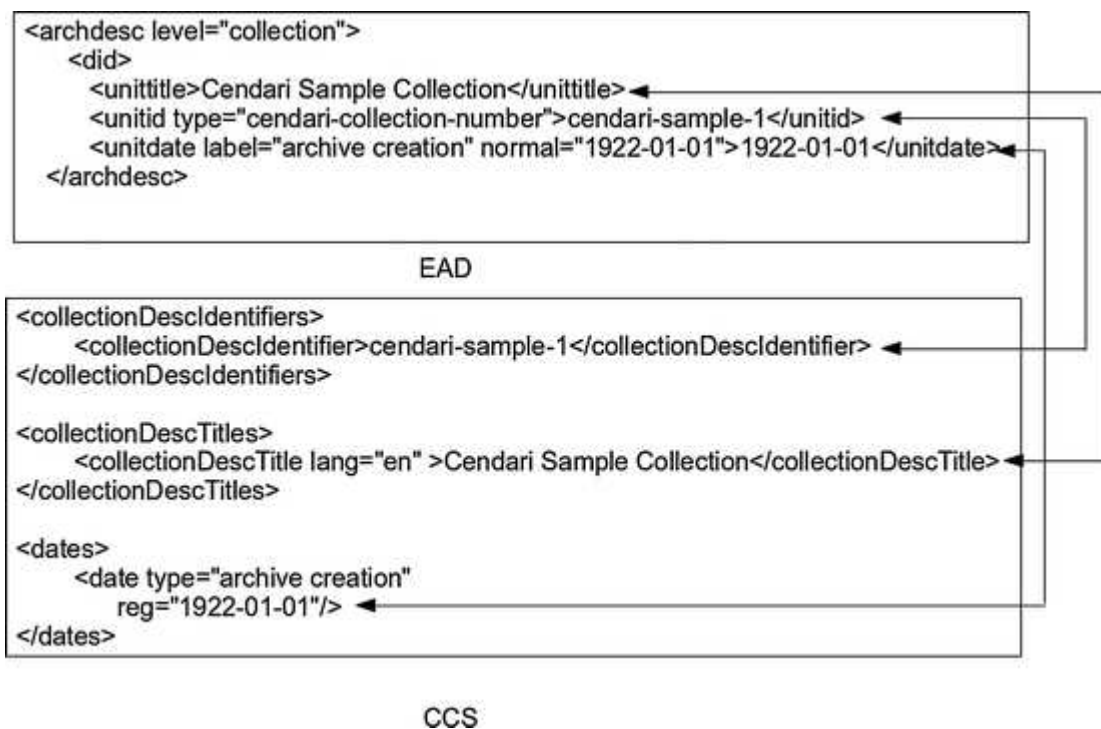 <archdesc level="collection">
<did>
<unittitle>Cendari Sample Collection</unittitle>
<unitid type="cendari-collection-number">cendari-sample-1</unitid>
<unitdate label="archive creation" normal="1922-01-01">1922-01-01</unitdate>
</archdesc>
EAD
<collectionDescIdentifiers>
<collectionDescIdentifier>cendari-sample-1</collectionDescIdentifier>
</collectionDescIdentifiers>
<collectionDescTitles>
<collectionDescTitle lang="en" >Cendari Sample Collection</collectionDescTitle>
</collectionDescTitles>
<dates>
<date type="archive creation"
reg="1922-01-01"/>
</dates>
CCS